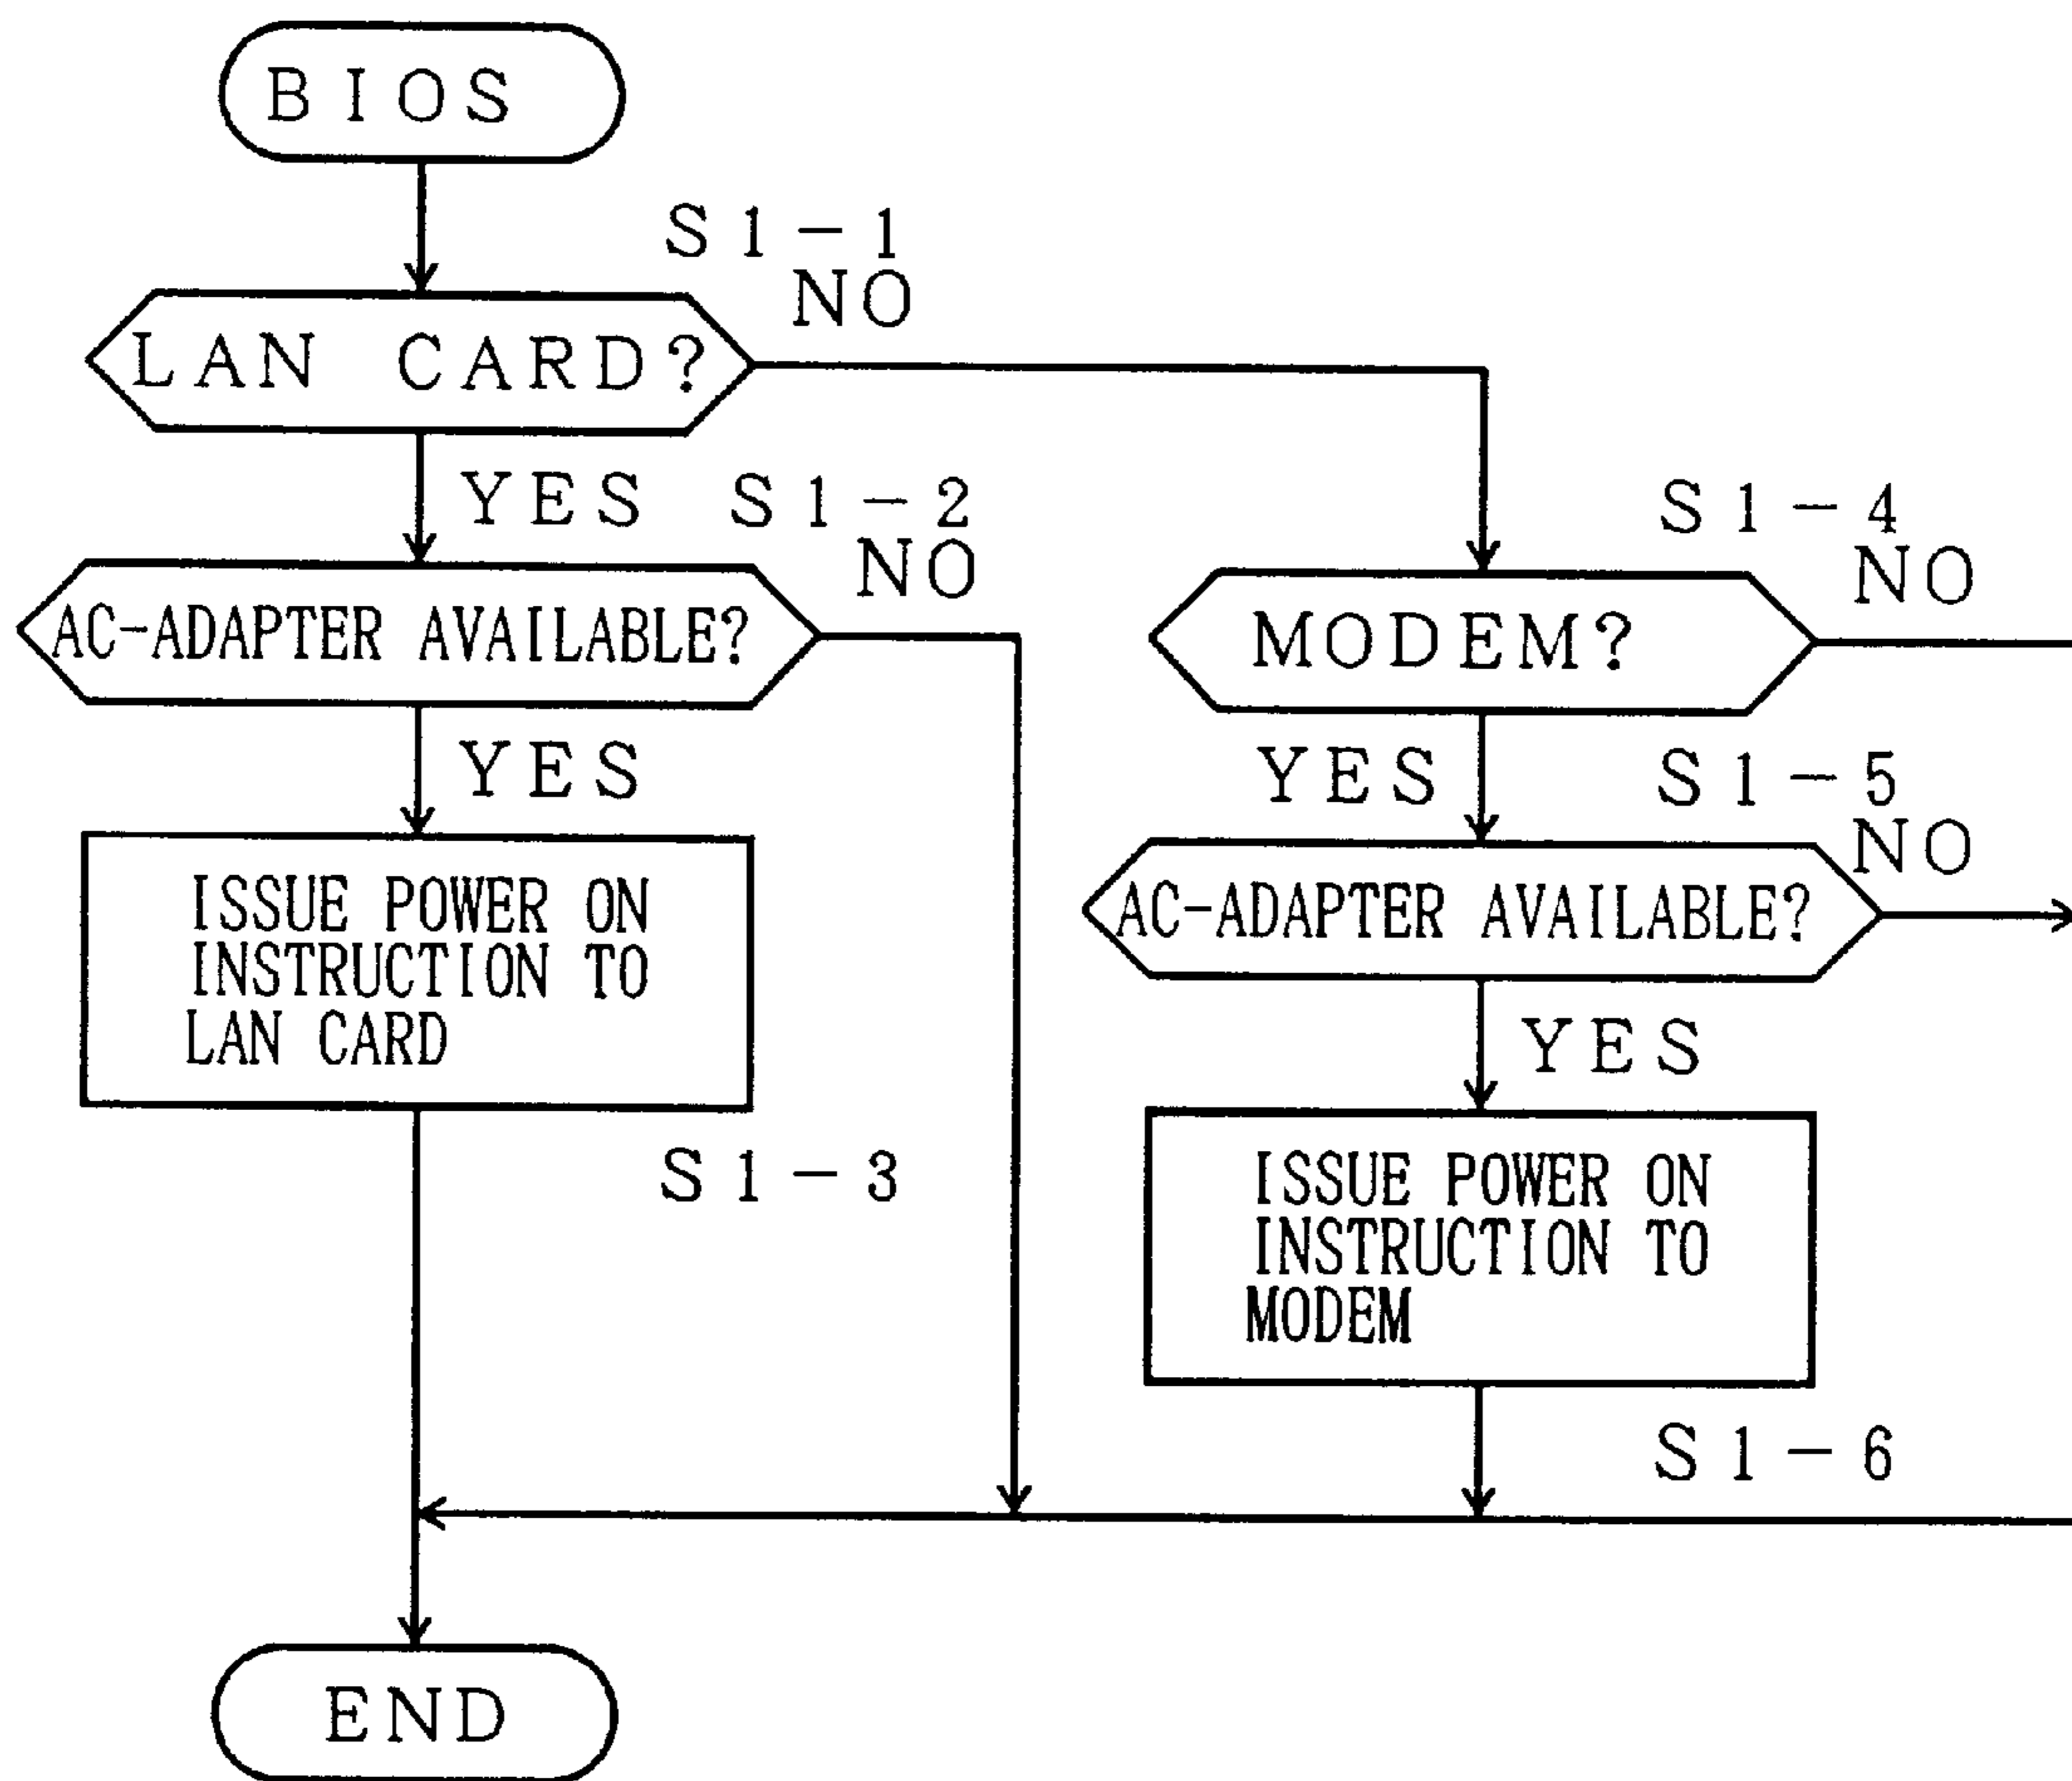 BIOS
S1-1
NO
LAN CARD?
YES
S1-2
NO
AC-ADAPTER AVAILABLE?
YES
ISSUE POWER ON
INSTRUCTION TO
LAN CARD
S1-3
S1-4
NO
MODEM?
YES
S1-5
NO
AC-ADAPTER AVAILABLE?
YES
ISSUE POWER ON
INSTRUCTION TO
MODEM
S1-6
END